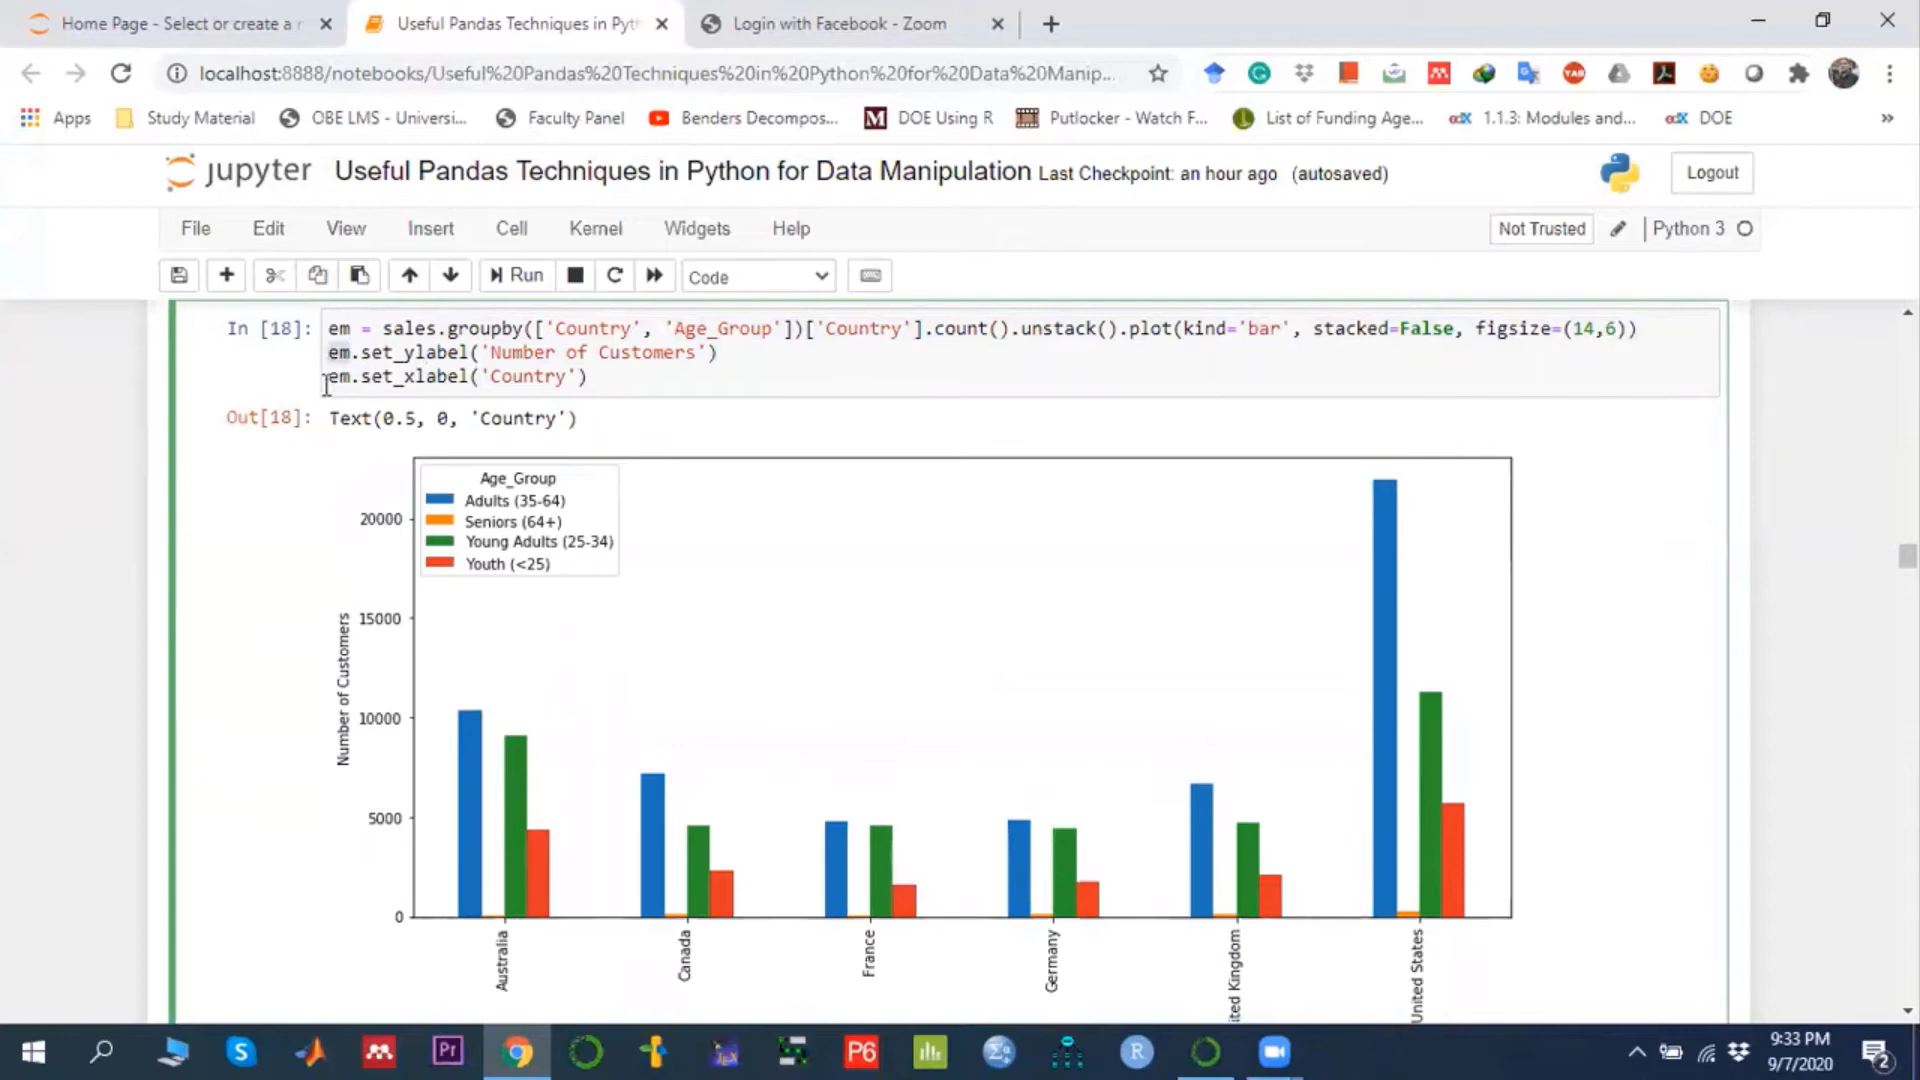 Home Page - Select or create a n
Useful Pandas Techniques in Pyth
Login with Facebook - Zoom
localhost:8888/notebooks/Useful%20Pandas%20Techniques%20in%20Python%20for%20Data%20Manip...
Apps
Study Material
OBE LMS - Universi...
Faculty Panel
Benders Decompos...
M
DOE Using R
Putlocker - Watch F...
List of Funding Age...
1.1.3: Modules and...
DOE
»
jupyter
Useful Pandas Techniques in Python for Data Manipulation Last Checkpoint: an hour ago (autosaved)
Logout
File Edit View Insert Cell Kernel Widgets Help
Not Trusted
Python 3
Run
Code
In [18]:
em = sales.groupby(['Country', 'Age_Group'])['Country'].count().unstack().plot(kind='bar', stacked=False, figsize=(14,6))
em.set_ylabel('Number of Customers')
em.set_xlabel('Country')
Out[18]: Text(0.5, 0, 'Country')
Age_Group
Adults (35-64)
Seniors (64+)
Young Adults (25-34)
Youth (<25)
20000
15000
10000
5000
0
Number of Customers
Australia
Canada
France
Germany
ited Kingdom
United States
S
Pr
TEX
P6
R
9:33 PM
9/7/2020
2